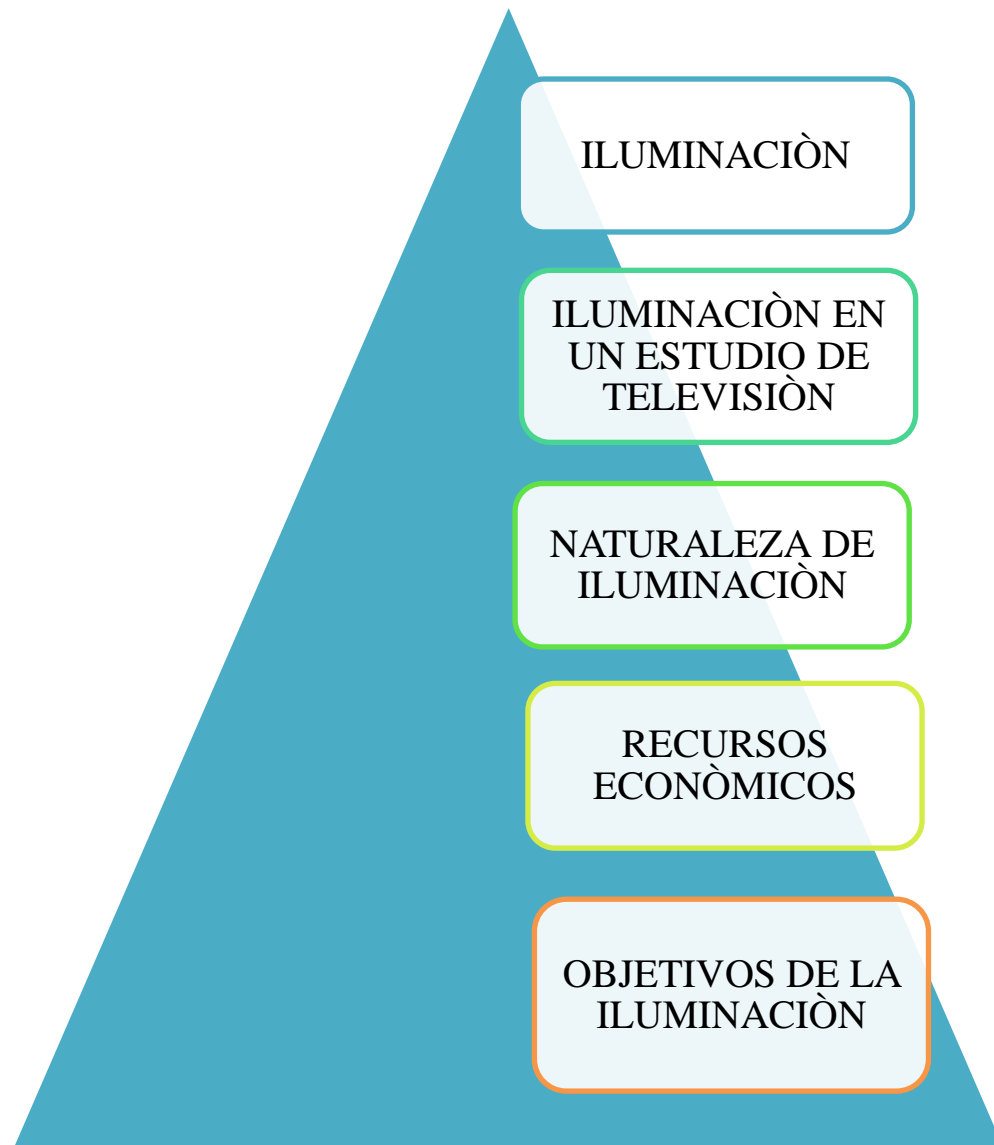 ILUMINACIÒN
ILUMINACIÒN EN
UN ESTUDIO DE
TELEVISIÒN
NATURALEZA DE
ILUMINACIÒN
RECURSOS
ECONÒMICOS
OBJETIVOS DE LA
ILUMINACIÒN